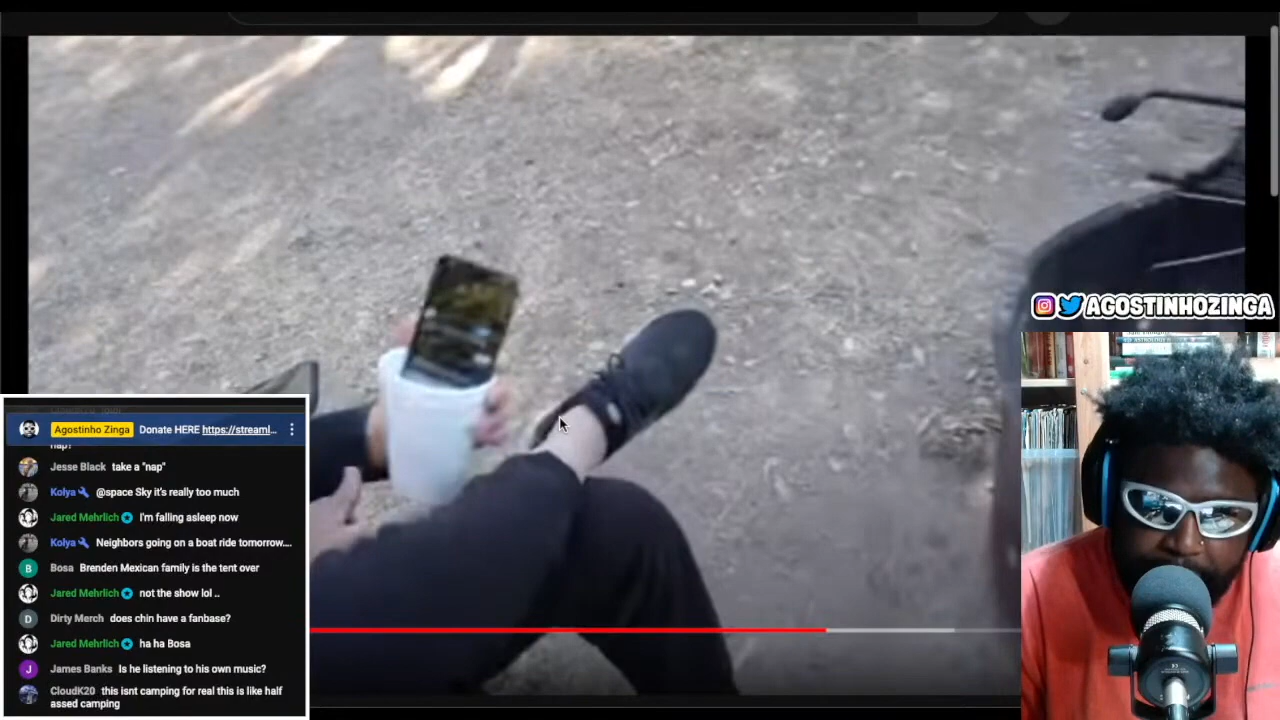 AGOSTINHOZINGA
Agostinho Zinga Donate HERE https://streaml...
nap?
Jesse Black take a "nap"
Kolya @space Sky it's really too much
Jared Mehrlich I'm falling asleep now
Kolya Neighbors going on a boat ride tomorrow....
Bosa Brenden Mexican family is the tent over
Jared Mehrlich not the show lol ..
Dirty Merch does chin have a fanbase?
Jared Mehrlich ha ha Bosa
James Banks Is he listening to his own music?
CloudK20 this isnt camping for real this is like half
assed camping